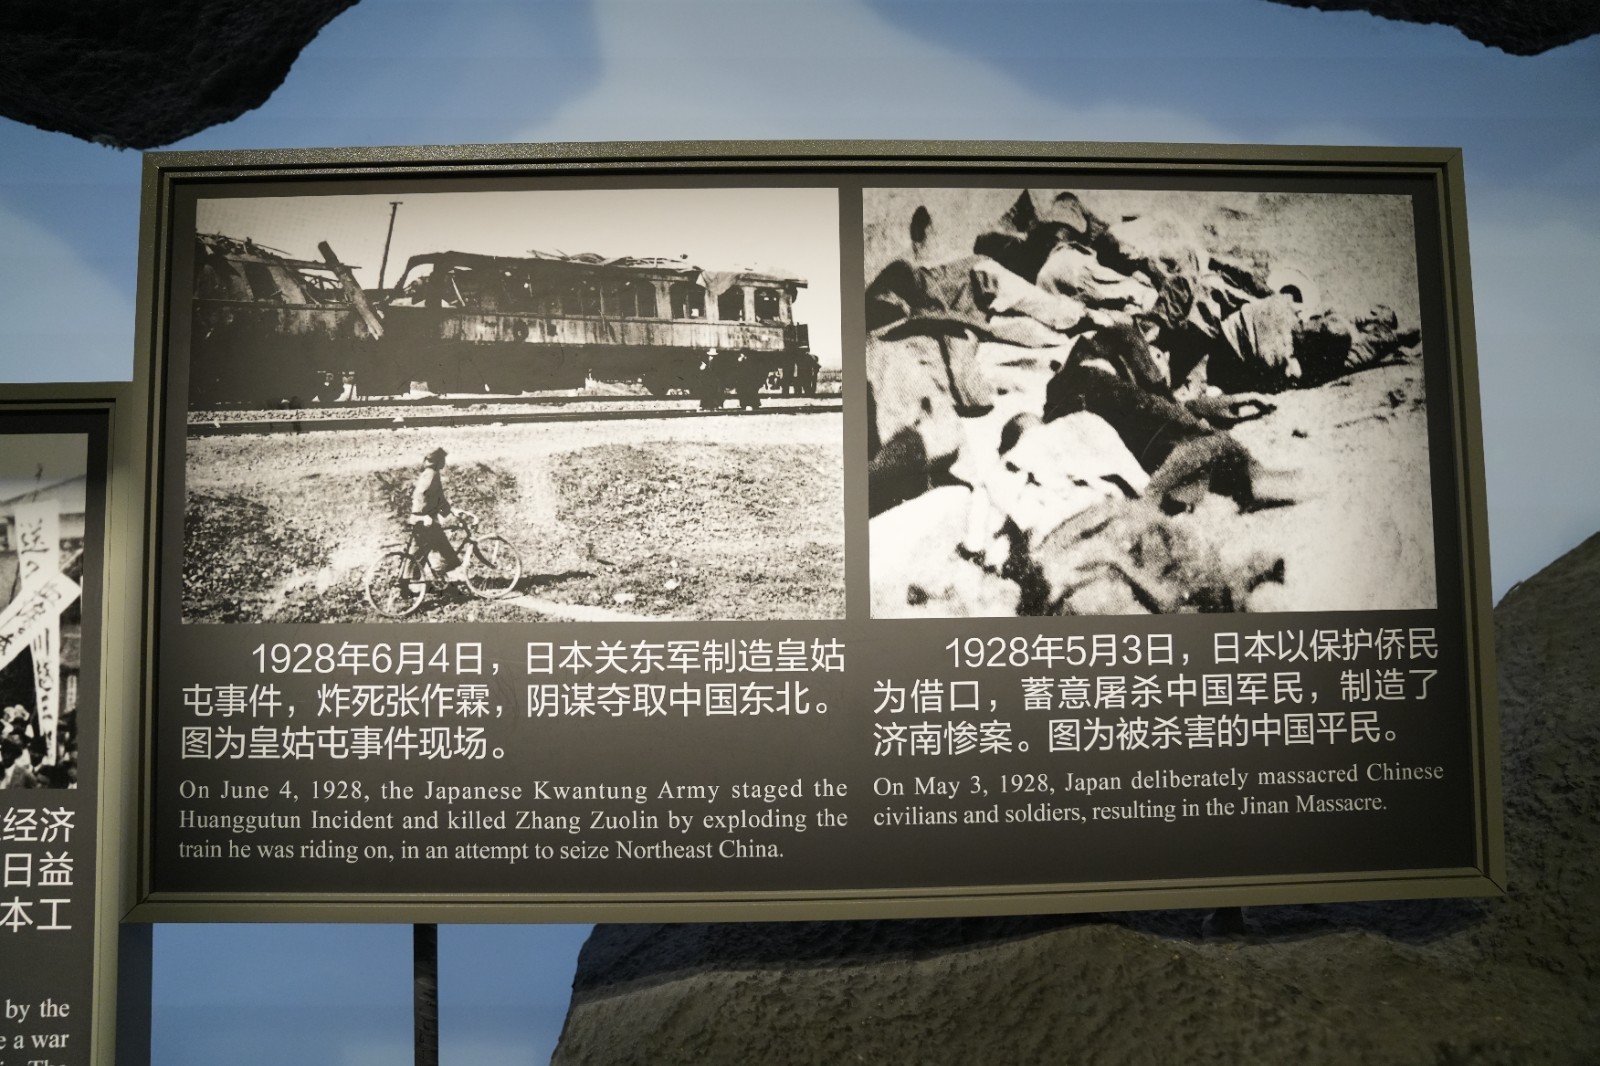 1928年6月4日，日本关东军制造皇姑
屯事件，炸死张作霖，阴谋夺取中国东北。
图为皇姑屯事件现场。
On June 4, 1928, the Japanese Kwantung Army staged the
Huanggutun Incident and killed Zhang Zuolin by exploding the
train he was riding on, in an attempt to seize Northeast China.
1928年5月3日，日本以保护侨民
为借口，蓄意屠杀中国军民，制造了
济南惨案。图为被杀害的中国平民。
On May 3, 1928, Japan deliberately massacred Chinese
civilians and soldiers, resulting in the Jinan Massacre.
经济
日益
本工
by the
a war
The